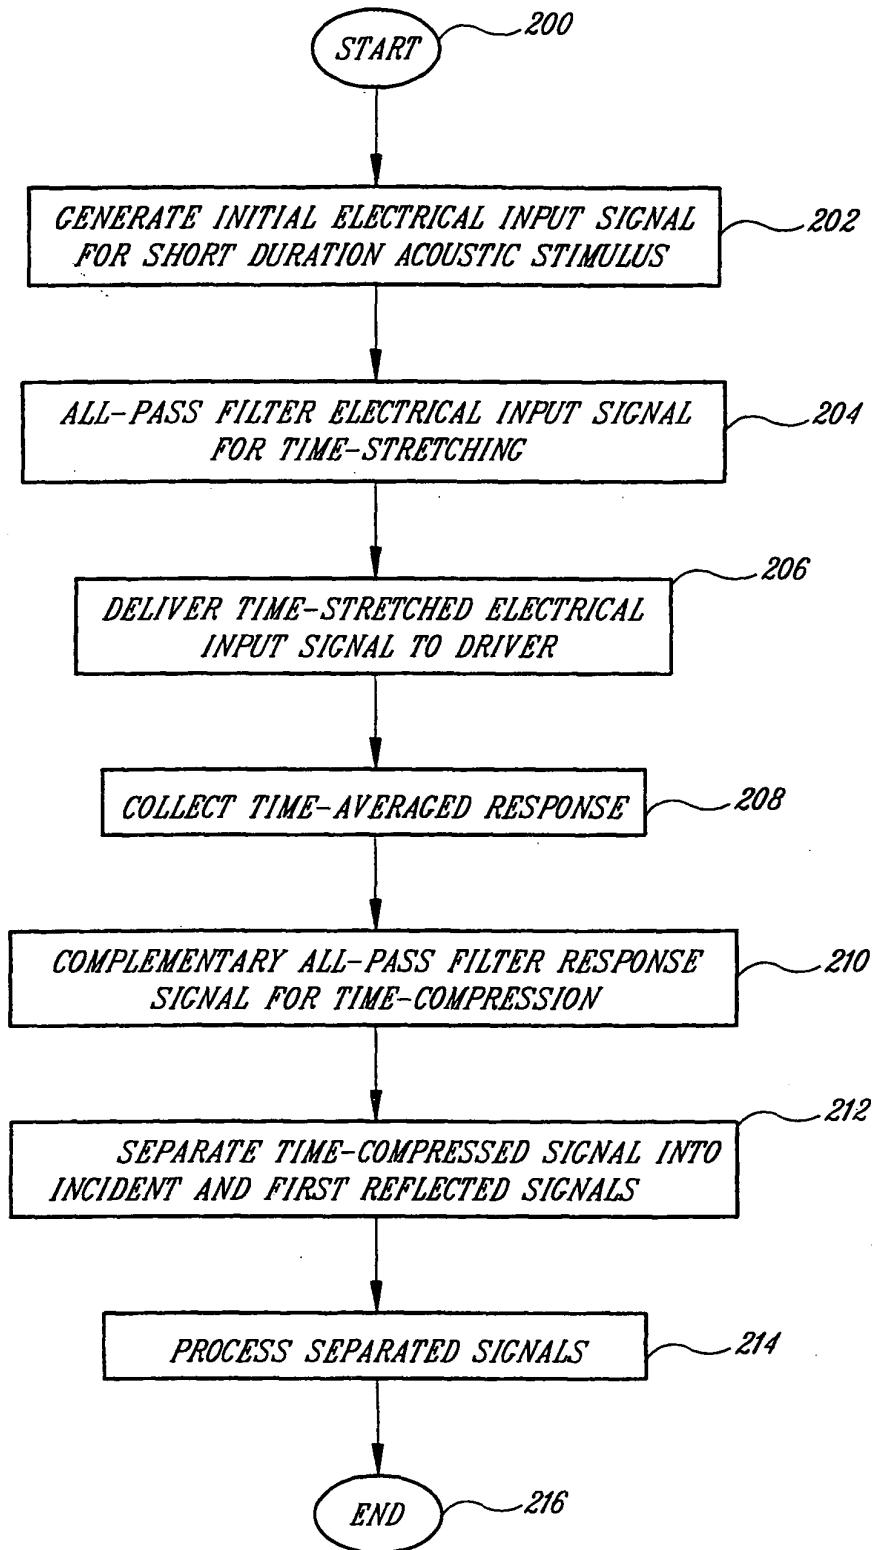 START
200
GENERATE INITIAL ELECTRICAL INPUT SIGNAL
FOR SHORT DURATION ACOUSTIC STIMULUS
202
ALL-PASS FILTER ELECTRICAL INPUT SIGNAL
FOR TIME-STRETCHING
204
206
DELIVER TIME-STRETCHED ELECTRICAL
INPUT SIGNAL TO DRIVER
COLLECT TIME-AVERAGED RESPONSE
208
COMPLEMENTARY ALL-PASS FILTER RESPONSE
SIGNAL FOR TIME-COMPRESSION
210
212
SEPARATE TIME-COMPRESSED SIGNAL INTO
INCIDENT AND FIRST REFLECTED SIGNALS
PROCESS SEPARATED SIGNALS
214
END
216